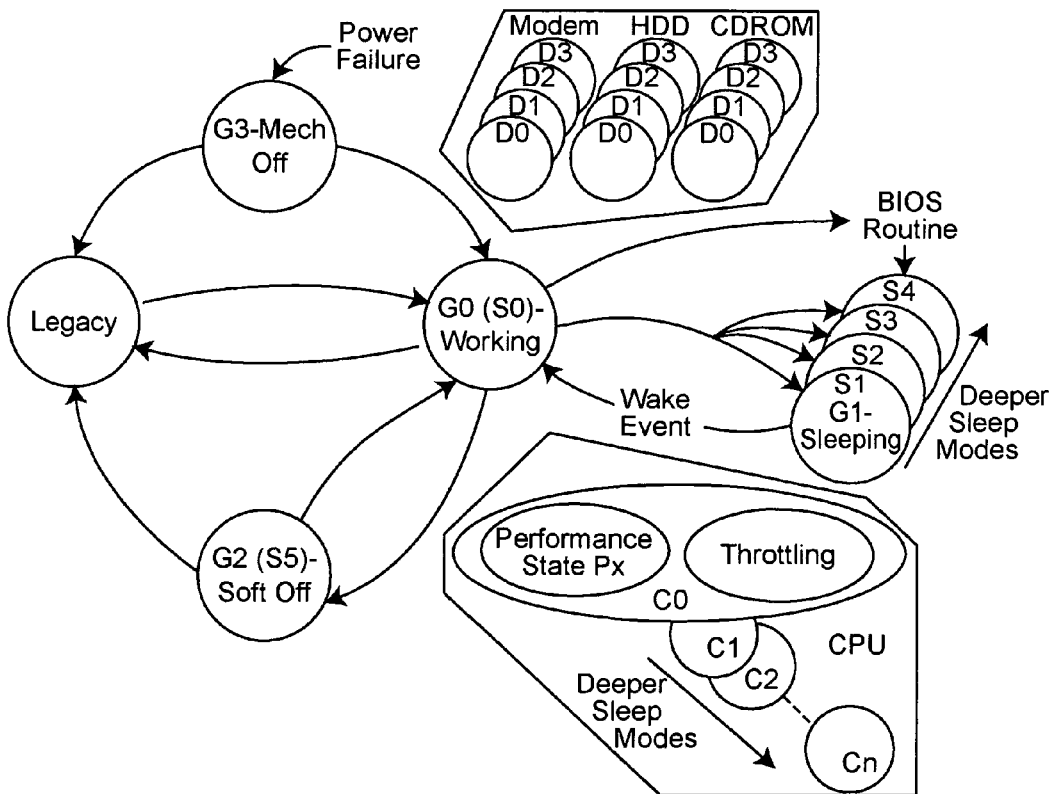 Power
Failure
G3-Mech
Off
Modem HDD CDROM
D3 D3 D3
D2 D2 D2
D1 D1 D1
D0 D0 D0
BIOS
Routine
Legacy
G0 (S0)-
Working
S4
S3
S2
S1
G1-
Sleeping
Deeper
Sleep
Modes
Wake
Event
G2 (S5)-
Soft Off
Performance
State Px
Throttling
C0
C1
C2
Cn
CPU
Deeper
Sleep
Modes